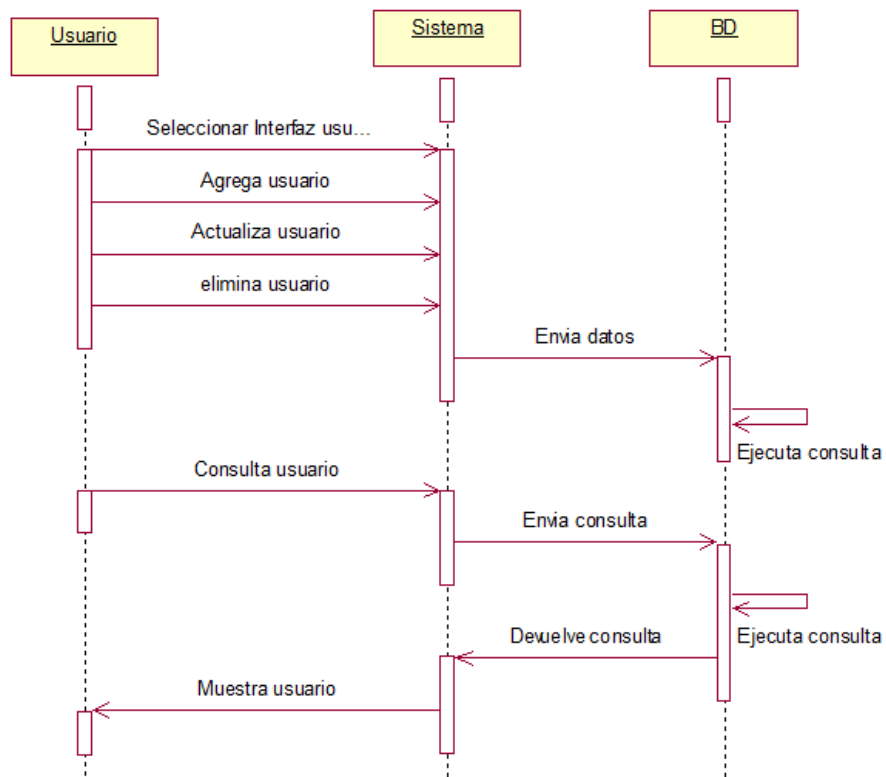 Usuario
Sistema
BD
Seleccionar Interfaz usu...
Agrega usuario
Actualiza usuario
elimina usuario
Envia datos
Ejecuta consulta
Consulta usuario
Envia consulta
Ejecuta consulta
Devuelve consulta
Muestra usuario